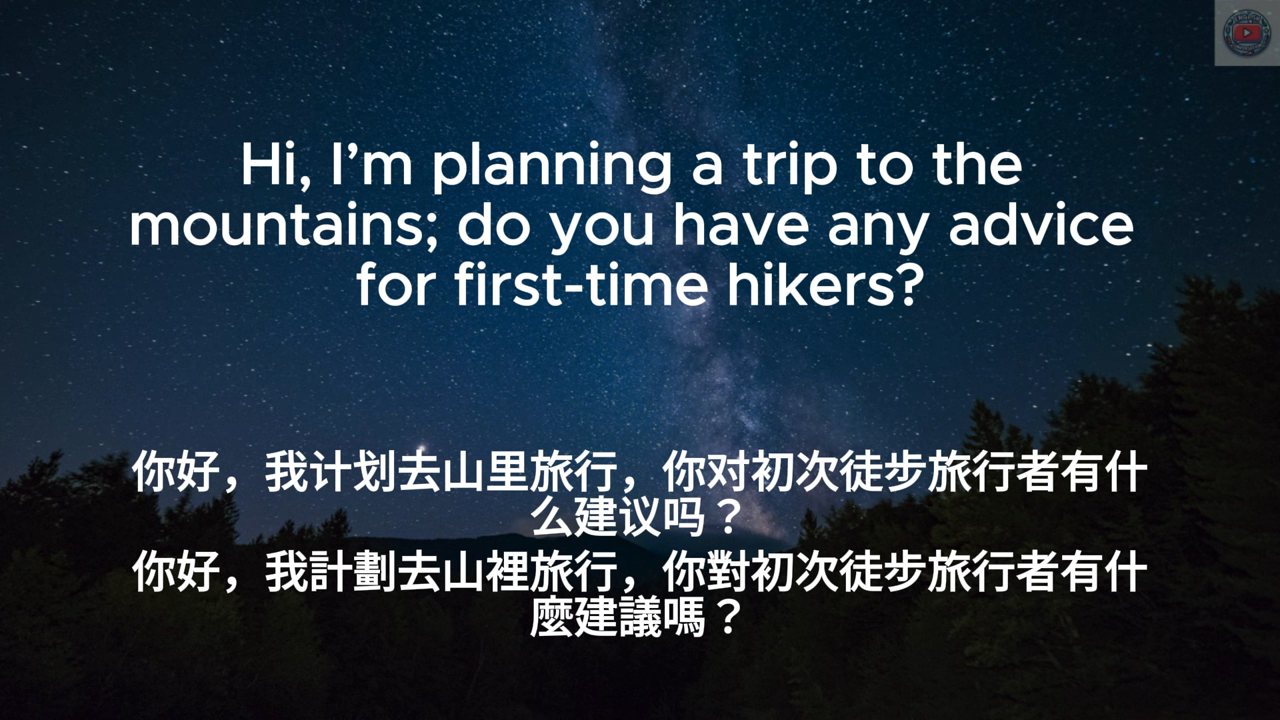 Hi, I’m planning a trip to the
mountains; do you have any advice
for first-time hikers?
你好，我计划去山里旅行，你对初次徒步旅行者有什
么建议吗？
你好，我計劃去山裡旅行，你對初次徒步旅行者有什
麼建議嗎？